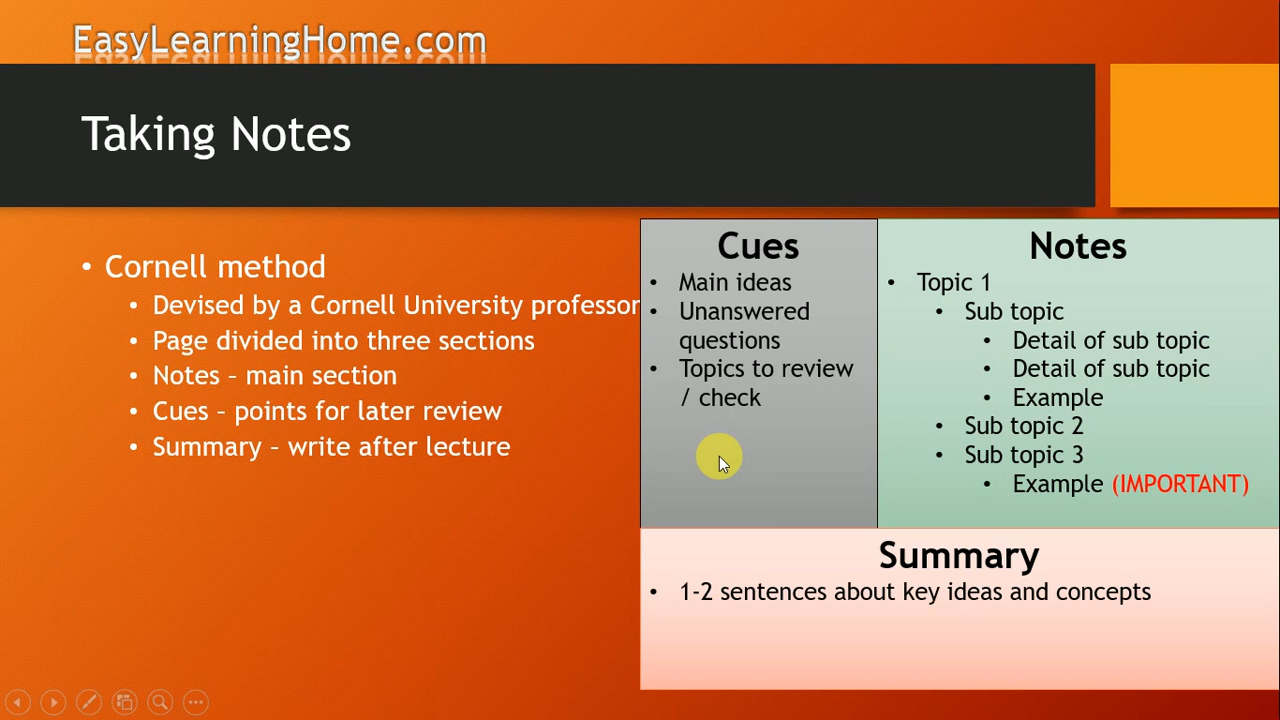 EasyLearningHome.com
Taking Notes
• Cornell method
• Devised by a Cornell University professor
• Page divided into three sections
• Notes – main section
• Cues – points for later review
• Summary – write after lecture
Cues
• Main ideas
• Unanswered
questions
• Topics to review
/ check
Notes
• Topic 1
• Sub topic
• Detail of sub topic
• Detail of sub topic
• Example
• Sub topic 2
• Sub topic 3
• Example (IMPORTANT)
Summary
• 1-2 sentences about key ideas and concepts